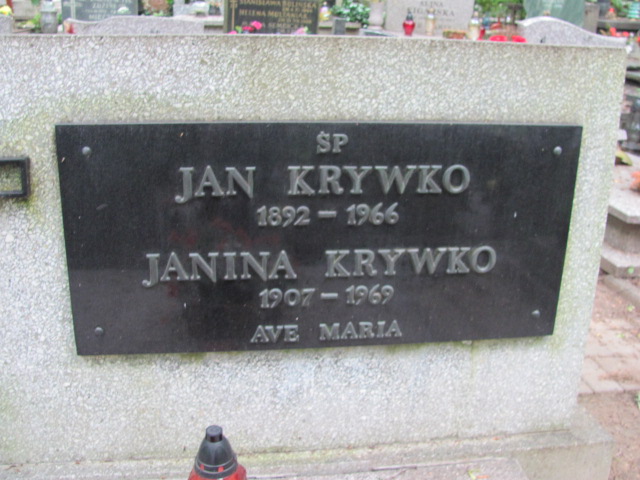 ŚP
JAN KRYWKO
1892 – 1966
JANINA KRYWKO
1907 – 1969
AVE MARIA